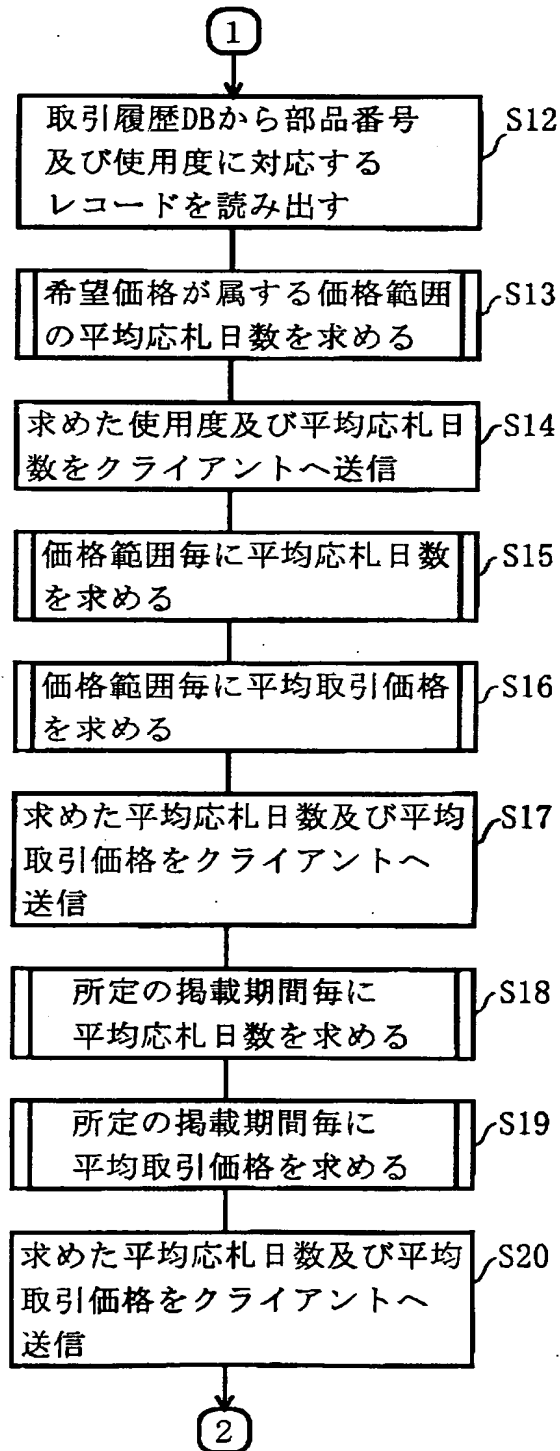 1
取引履歴DBから部品番号
及び使用度に対応する
レコードを読み出す
S12
希望価格が属する価格範囲
の平均応札日数を求める
S13
求めた使用度及び平均応札日
数をクライアントへ送信
S14
価格範囲毎に平均応札日数
を求める
S15
価格範囲毎に平均取引価格
を求める
S16
求めた平均応札日数及び平均
取引価格をクライアントへ
送信
S17
所定の掲載期間毎に
平均応札日数を求める
S18
所定の掲載期間毎に
平均取引価格を求める
S19
求めた平均応札日数及び平均
取引価格をクライアントへ
送信
S20
2